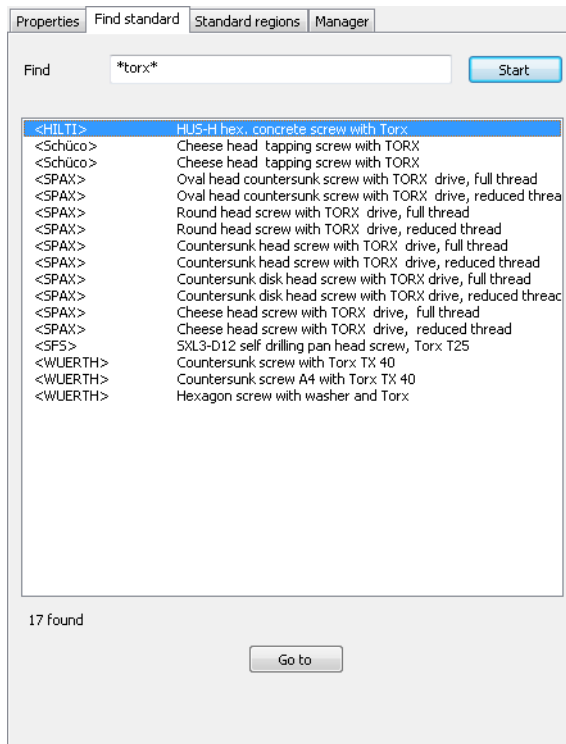 Properties Find standard Standard regions Manager
Find *torx* Start
<HILTI> HUS-H hex. concrete screw with Torx
<Schüco> Cheese head tapping screw with TORX
<Schüco> Cheese head tapping screw with TORX
<SPAX> Oval head countersunk screw with TORX drive, full thread
<SPAX> Oval head countersunk screw with TORX drive, reduced threa
<SPAX> Round head screw with TORX drive, full thread
<SPAX> Round head screw with TORX drive, reduced thread
<SPAX> Countersunk head screw with TORX drive, full thread
<SPAX> Countersunk head screw with TORX drive, reduced thread
<SPAX> Countersunk disk head screw with TORX drive, full thread
<SPAX> Countersunk disk head screw with TORX drive, reduced threac
<SPAX> Cheese head screw with TORX drive, full thread
<SPAX> Cheese head screw with TORX drive, reduced thread
<SFS> SXL3-D12 self drilling pan head screw, Torx T25
<WUERTH> Countersunk screw with Torx TX 40
<WUERTH> Countersunk screw A4 with Torx TX 40
<WUERTH> Hexagon screw with washer and Torx
17 found
Go to